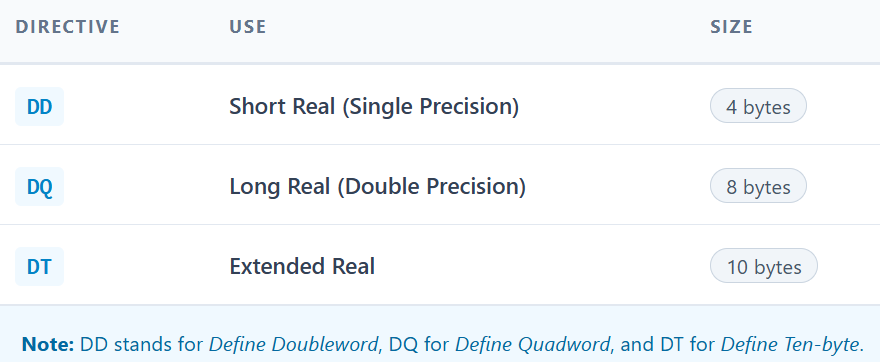 DIRECTIVE USE SIZE
DD Short Real (Single Precision) 4 bytes
DQ Long Real (Double Precision) 8 bytes
DT Extended Real 10 bytes
Note: DD stands for Define Doubleword, DQ for Define Quadword, and DT for Define Ten-byte.